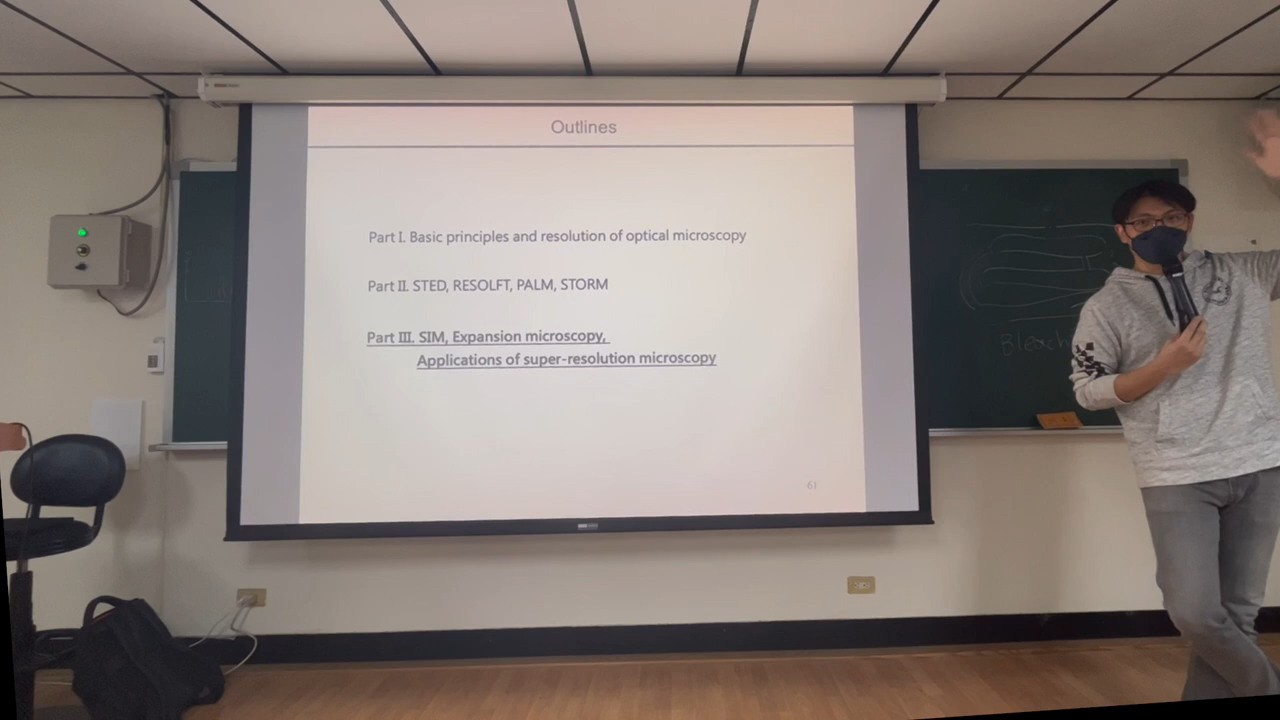 Outlines
Part I. Basic principles and resolution of optical microscopy
Part II. STED, RESOLFT, PALM, STORM
Part III. SIM, Expansion microscopy,
Applications of super-resolution microscopy
61